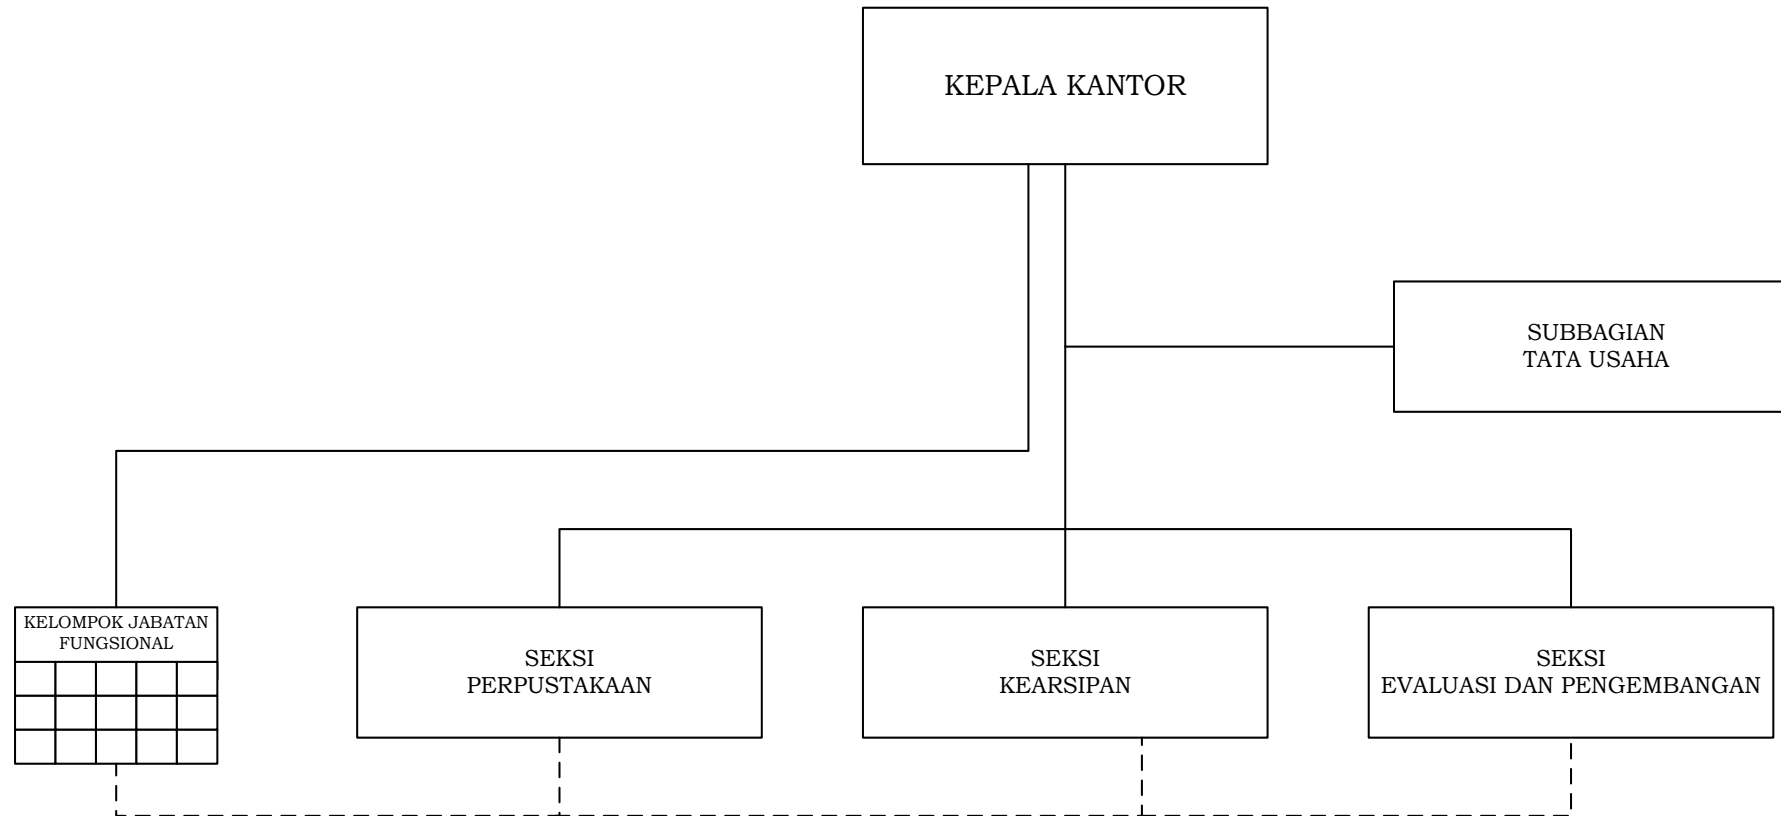 KEPALA KANTOR
SUBBAGIAN
TATA USAHA
KELOMPOK JABATAN
FUNGSIONAL
SEKSI
PERPUSTAKAAN
SEKSI
KEARSIPAN
SEKSI
EVALUASI DAN PENGEMBANGAN